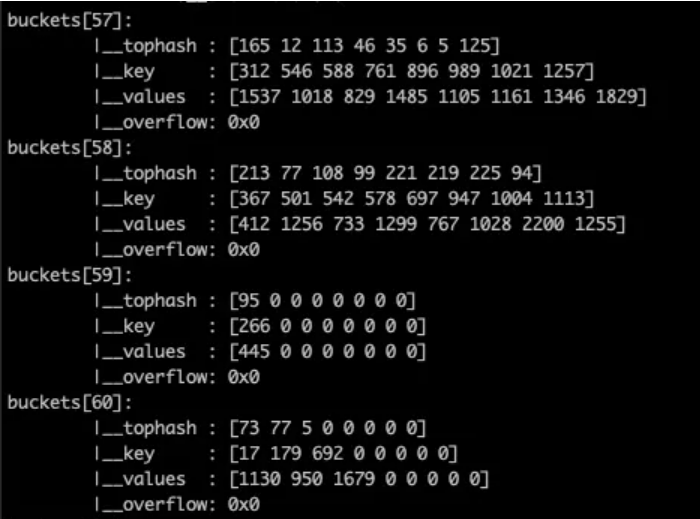 buckets[57]:
|__tophash : [165 12 113 46 35 6 5 125]
|__key : [312 546 588 761 896 989 1021 1257]
|__values : [1537 1018 829 1485 1105 1161 1346 1829]
|__overflow: 0x0
buckets[58]:
|__tophash : [213 77 108 99 221 219 225 94]
|__key : [367 501 542 578 697 947 1004 1113]
|__values : [412 1256 733 1299 767 1028 2200 1255]
|__overflow: 0x0
buckets[59]:
|__tophash : [95 0 0 0 0 0 0 0]
|__key : [266 0 0 0 0 0 0 0]
|__values : [445 0 0 0 0 0 0 0]
|__overflow: 0x0
buckets[60]:
|__tophash : [73 77 5 0 0 0 0 0]
|__key : [17 179 692 0 0 0 0 0]
|__values : [1130 950 1679 0 0 0 0 0]
|__overflow: 0x0